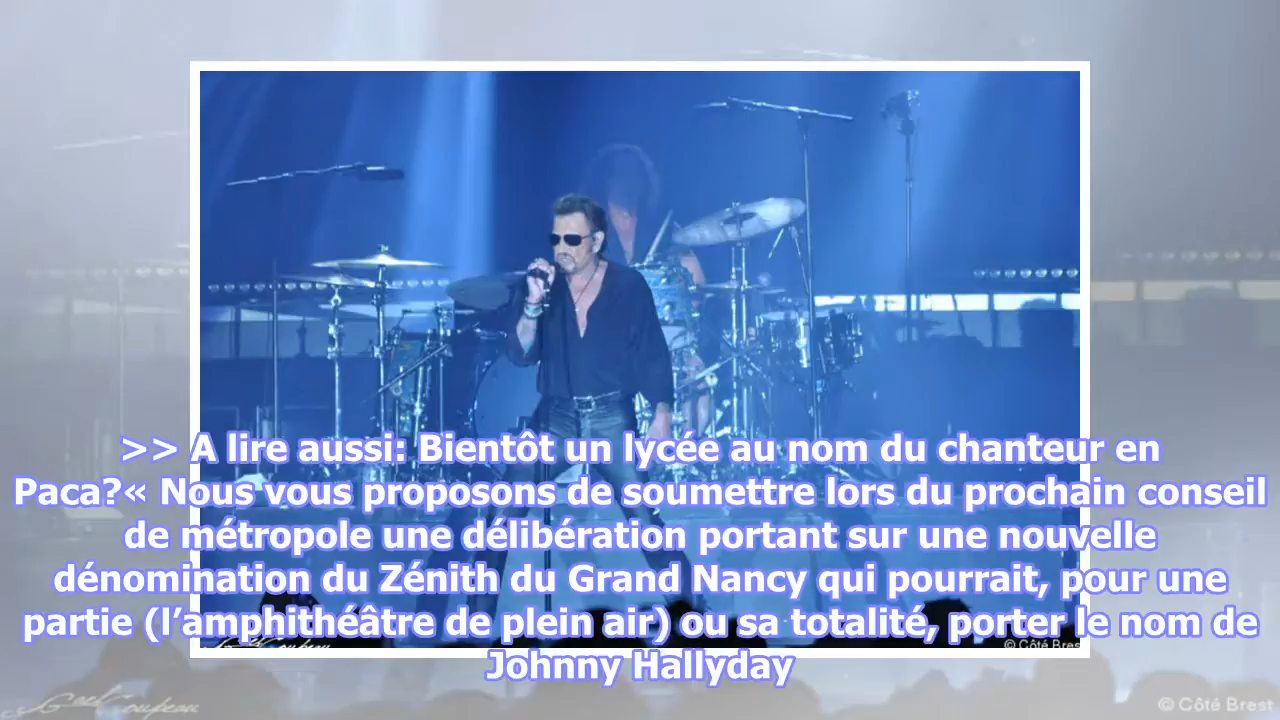 >> A lire aussi: Bientôt un lycée au nom du chanteur en
Paca?« Nous vous proposons de soumettre lors du prochain conseil
de métropole une délibération portant sur une nouvelle
dénomination du Zénith du Grand Nancy qui pourrait, pour une
partie (l’amphithéâtre de plein air) ou sa totalité, porter le nom de
© Côté Brest
Johnny Hallyday
© Côté Brest